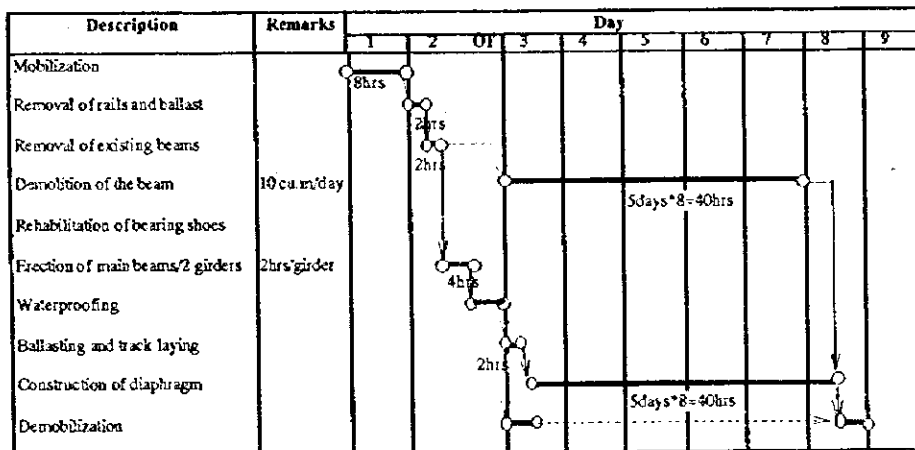 Description Remarks Day
1 2 Or 3 4 5 6 7 8 9
Mobilization
8hrs
Removal of rails and ballast
2hrs
Removal of existing beams
2hrs
Demolition of the beam 10 cu.m/day
5days*8=40hrs
Rehabilitation of bearing shoes
Erection of main beams/2 girders 2hrs/girder
4hrs
Waterproofing
Ballasting and track laying
2hrs
Construction of diaphragm
5days*8=40hrs
Demobilization